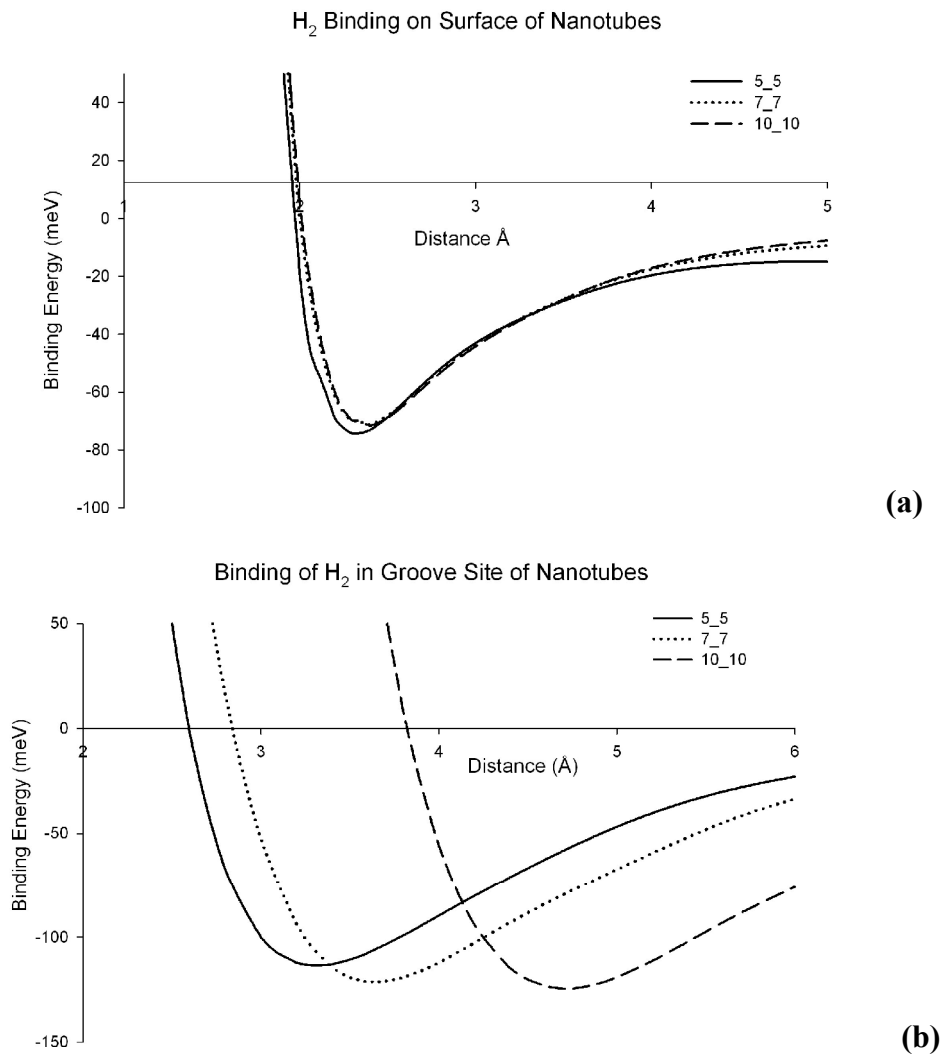 H2 Binding on Surface of Nanotubes
5_5
7_7
10_10
40
20
0
-20
-40
-60
-80
-100
Binding Energy (meV)
1 2 3 4 5
Distance Å
(a)
Binding of H2 in Groove Site of Nanotubes
5_5
7_7
10_10
50
0
-50
-100
-150
Binding Energy (meV)
2 3 4 5 6
Distance (Å)
(b)